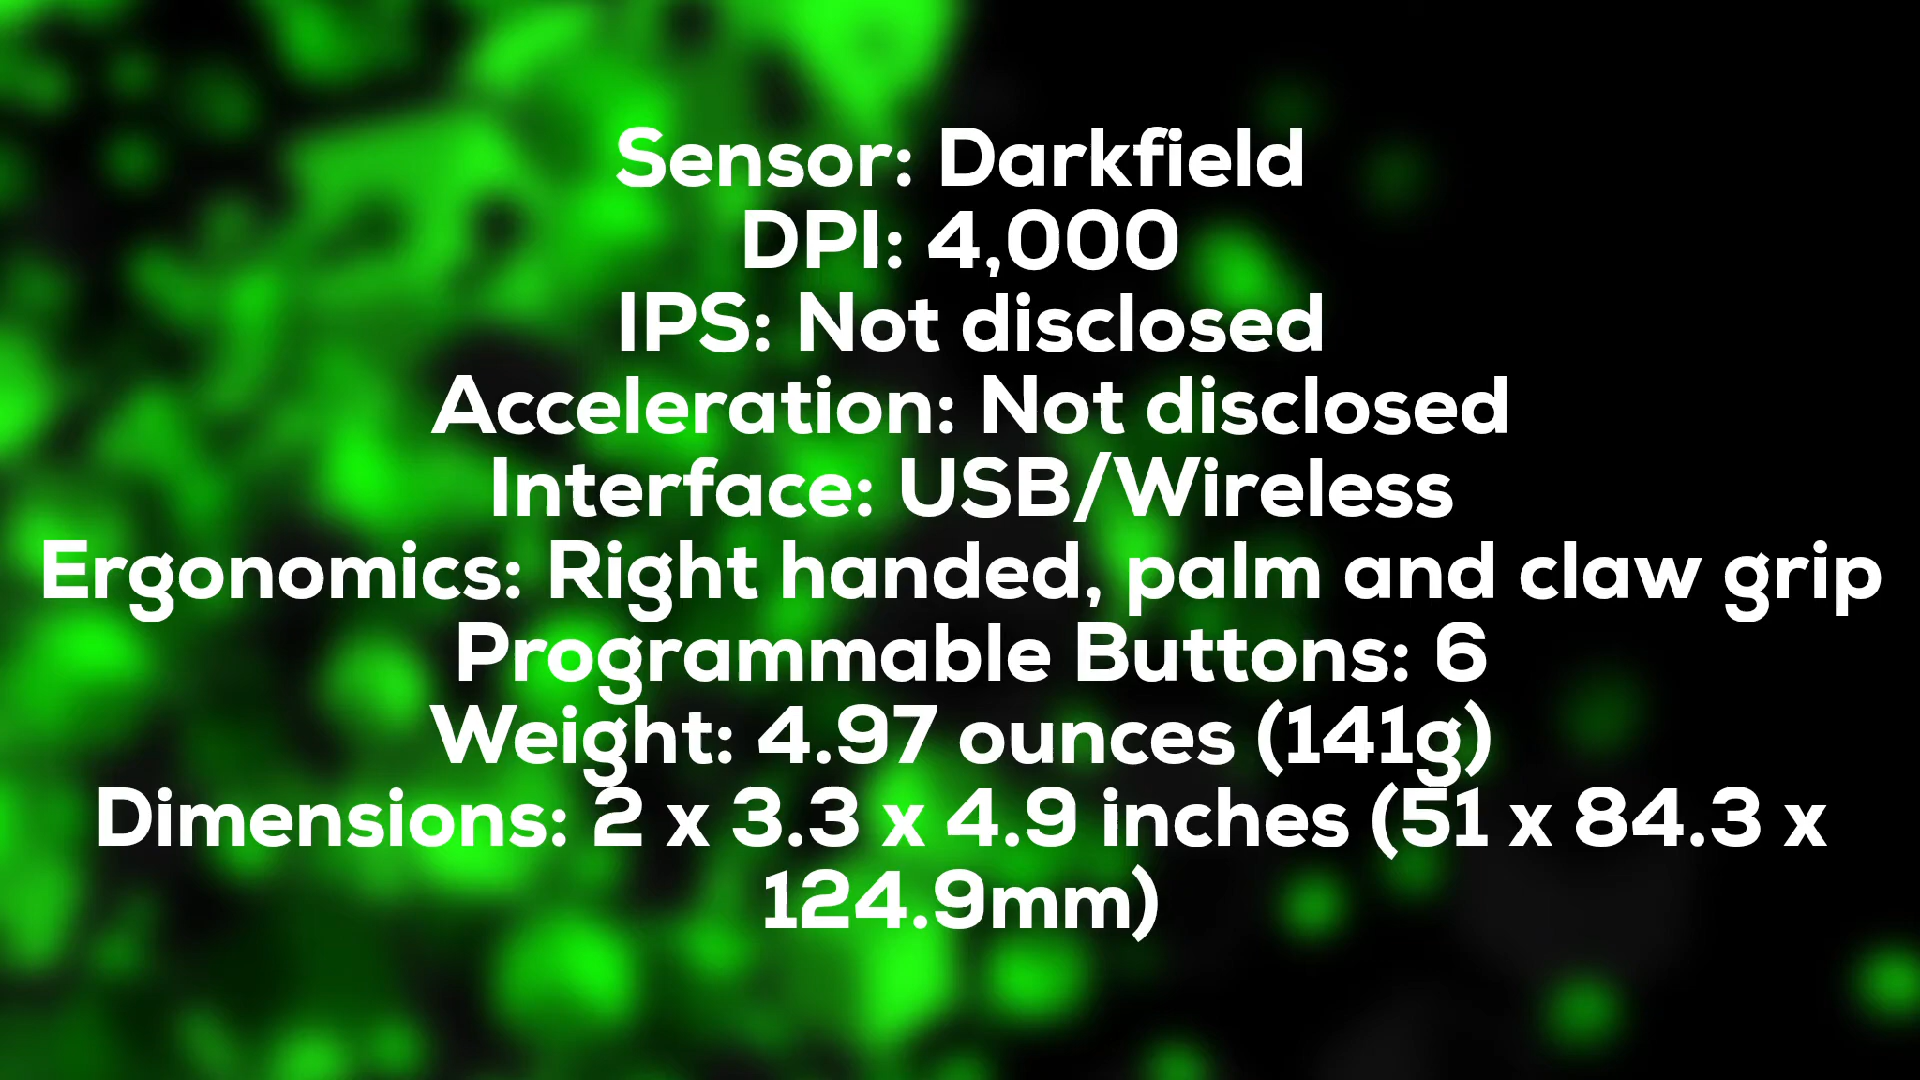 Sensor: Darkfield
DPI: 4,000
IPS: Not disclosed
Acceleration: Not disclosed
Interface: USB/Wireless
Ergonomics: Right handed, palm and claw grip
Programmable Buttons: 6
Weight: 4.97 ounces (141g)
Dimensions: 2 x 3.3 x 4.9 inches (51 x 84.3 x
124.9mm)